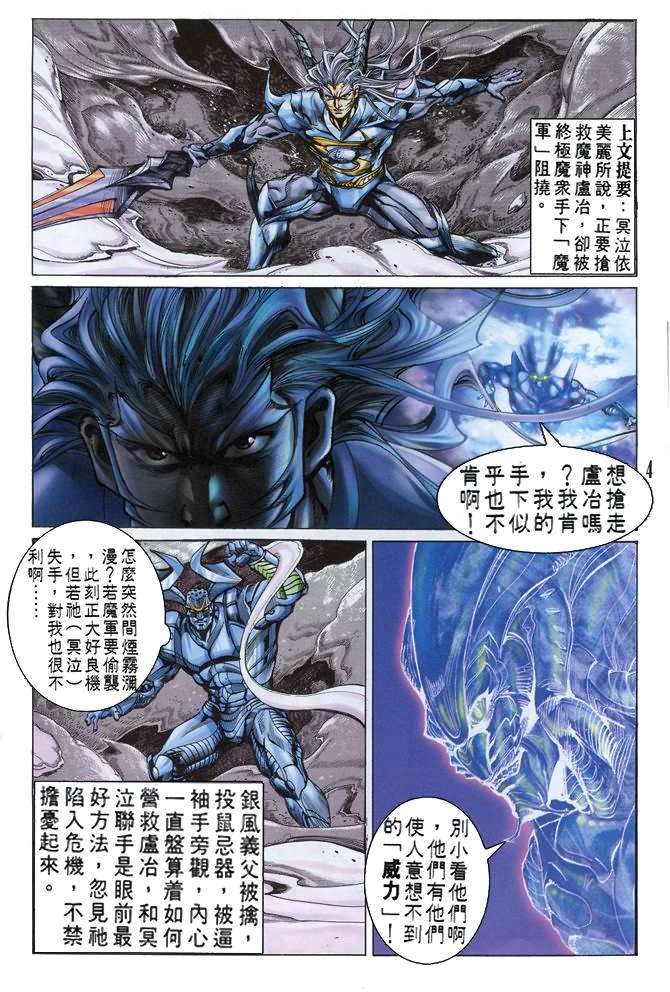 上文提要：冥泣依
美麗所說，正要搶
救魔神盧冶，卻被
終極魔衆手下「魔
軍」阻撓。
想搶走
盧冶嗎
？我肯
，我的
手下似
乎也不
肯啊！
4
怎麼突然間煙霧瀰
漫？若魔軍要偷襲
，此刻正大好良機
，但若祂（冥泣）
失手，對我也很不
利啊……
別小看他們啊
，他們有他們
使人意想不到
的「威力」！
銀風義父被擒，
投鼠忌器，被逼
袖手旁觀，內心
一直盤算着如何
營救盧冶，和冥
泣聯手是眼前最
好方法，忽見祂
陷入危機，不禁
擔憂起來。